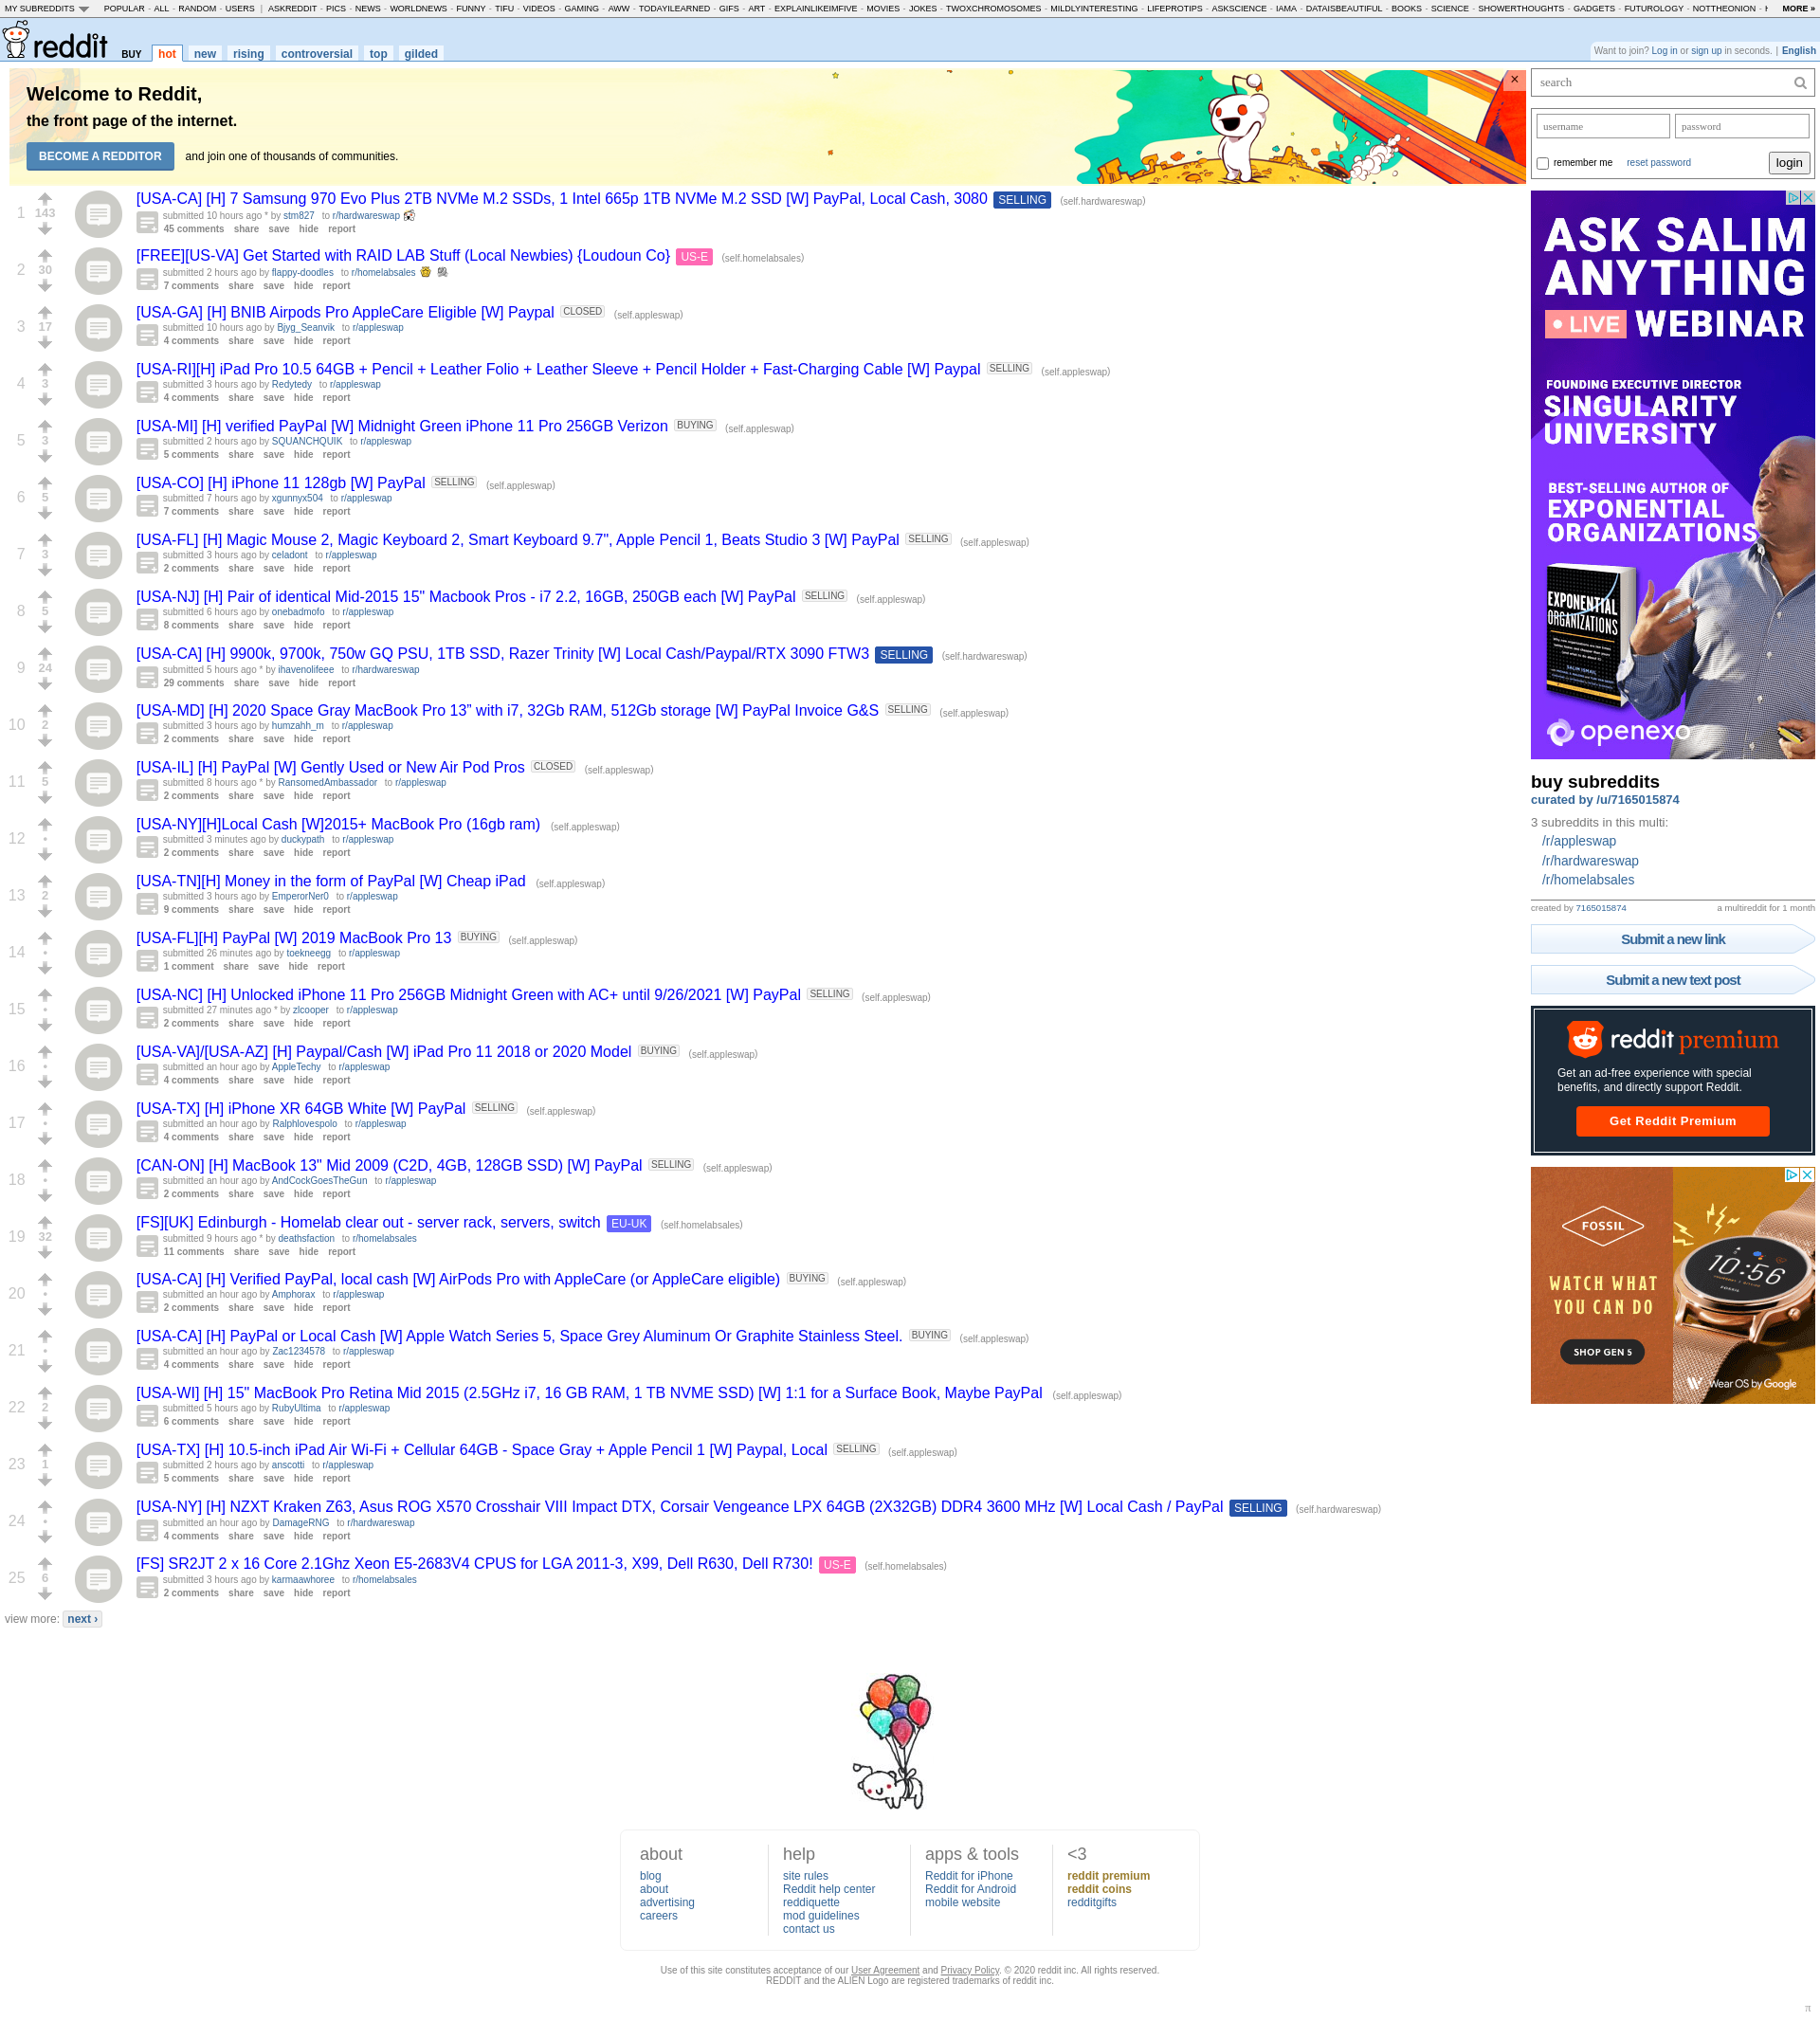 MY SUBREDDITS POPULAR - ALL - RANDOM - USERS | ASKREDDIT - PICS - NEWS - WORLDNEWS - FUNNY - TIFU - VIDEOS - GAMING - AWW - TODAYILEARNED - GIFS - ART - EXPLAINLIKEIMFIVE - MOVIES - JOKES - TWOXCHROMOSOMES - MILDLYINTERESTING - LIFEPROTIPS - ASKSCIENCE - IAMA - DATAISBEAUTIFUL - BOOKS - SCIENCE - SHOWERTHOUGHTS - GADGETS - FUTUROLOGY - NOTTHEONION - MORE »
reddit BUY hot new rising controversial top gilded
Want to join? Log in or sign up in seconds. | English
Welcome to Reddit,
the front page of the internet.
BECOME A REDDITOR and join one of thousands of communities.
×
1 143
[USA-CA] [H] 7 Samsung 970 Evo Plus 2TB NVMe M.2 SSDs, 1 Intel 665p 1TB NVMe M.2 SSD [W] PayPal, Local Cash, 3080 SELLING (self.hardwareswap)
submitted 10 hours ago * by stm827 to r/hardwareswap
45 comments share save hide report
2 30
[FREE][US-VA] Get Started with RAID LAB Stuff (Local Newbies) {Loudoun Co} US-E (self.homelabsales)
submitted 2 hours ago by flappy-doodles to r/homelabsales
7 comments share save hide report
3 17
[USA-GA] [H] BNIB Airpods Pro AppleCare Eligible [W] Paypal CLOSED (self.appleswap)
submitted 10 hours ago by Bjyg_Seanvik to r/appleswap
4 comments share save hide report
4 3
[USA-RI][H] iPad Pro 10.5 64GB + Pencil + Leather Folio + Leather Sleeve + Pencil Holder + Fast-Charging Cable [W] Paypal SELLING (self.appleswap)
submitted 3 hours ago by Redytedy to r/appleswap
4 comments share save hide report
5 3
[USA-MI] [H] verified PayPal [W] Midnight Green iPhone 11 Pro 256GB Verizon BUYING (self.appleswap)
submitted 2 hours ago by SQUANCHQUIK to r/appleswap
5 comments share save hide report
6 5
[USA-CO] [H] iPhone 11 128gb [W] PayPal SELLING (self.appleswap)
submitted 7 hours ago by xgunnyx504 to r/appleswap
7 comments share save hide report
7 3
[USA-FL] [H] Magic Mouse 2, Magic Keyboard 2, Smart Keyboard 9.7", Apple Pencil 1, Beats Studio 3 [W] PayPal SELLING (self.appleswap)
submitted 3 hours ago by celadont to r/appleswap
2 comments share save hide report
8 5
[USA-NJ] [H] Pair of identical Mid-2015 15" Macbook Pros - i7 2.2, 16GB, 250GB each [W] PayPal SELLING (self.appleswap)
submitted 6 hours ago by onebadmofo to r/appleswap
8 comments share save hide report
9 24
[USA-CA] [H] 9900k, 9700k, 750w GQ PSU, 1TB SSD, Razer Trinity [W] Local Cash/Paypal/RTX 3090 FTW3 SELLING (self.hardwareswap)
submitted 5 hours ago * by ihavenolifeee to r/hardwareswap
29 comments share save hide report
10 2
[USA-MD] [H] 2020 Space Gray MacBook Pro 13” with i7, 32Gb RAM, 512Gb storage [W] PayPal Invoice G&S SELLING (self.appleswap)
submitted 3 hours ago by humzahh_m to r/appleswap
2 comments share save hide report
11 5
[USA-IL] [H] PayPal [W] Gently Used or New Air Pod Pros CLOSED (self.appleswap)
submitted 8 hours ago * by RansomedAmbassador to r/appleswap
2 comments share save hide report
12 •
[USA-NY][H]Local Cash [W]2015+ MacBook Pro (16gb ram) (self.appleswap)
submitted 3 minutes ago by duckypath to r/appleswap
2 comments share save hide report
13 2
[USA-TN][H] Money in the form of PayPal [W] Cheap iPad (self.appleswap)
submitted 3 hours ago by EmperorNer0 to r/appleswap
9 comments share save hide report
14 •
[USA-FL][H] PayPal [W] 2019 MacBook Pro 13 BUYING (self.appleswap)
submitted 26 minutes ago by toekneegg to r/appleswap
1 comment share save hide report
15 •
[USA-NC] [H] Unlocked iPhone 11 Pro 256GB Midnight Green with AC+ until 9/26/2021 [W] PayPal SELLING (self.appleswap)
submitted 27 minutes ago * by zlcooper to r/appleswap
2 comments share save hide report
16 •
[USA-VA]/[USA-AZ] [H] Paypal/Cash [W] iPad Pro 11 2018 or 2020 Model BUYING (self.appleswap)
submitted an hour ago by AppleTechy to r/appleswap
4 comments share save hide report
17 •
[USA-TX] [H] iPhone XR 64GB White [W] PayPal SELLING (self.appleswap)
submitted an hour ago by Ralphlovespolo to r/appleswap
4 comments share save hide report
18 •
[CAN-ON] [H] MacBook 13" Mid 2009 (C2D, 4GB, 128GB SSD) [W] PayPal SELLING (self.appleswap)
submitted an hour ago by AndCockGoesTheGun to r/appleswap
2 comments share save hide report
19 32
[FS][UK] Edinburgh - Homelab clear out - server rack, servers, switch EU-UK (self.homelabsales)
submitted 9 hours ago * by deathsfaction to r/homelabsales
11 comments share save hide report
20 •
[USA-CA] [H] Verified PayPal, local cash [W] AirPods Pro with AppleCare (or AppleCare eligible) BUYING (self.appleswap)
submitted an hour ago by Amphorax to r/appleswap
2 comments share save hide report
21 •
[USA-CA] [H] PayPal or Local Cash [W] Apple Watch Series 5, Space Grey Aluminum Or Graphite Stainless Steel. BUYING (self.appleswap)
submitted an hour ago by Zac1234578 to r/appleswap
4 comments share save hide report
22 2
[USA-WI] [H] 15" MacBook Pro Retina Mid 2015 (2.5GHz i7, 16 GB RAM, 1 TB NVME SSD) [W] 1:1 for a Surface Book, Maybe PayPal (self.appleswap)
submitted 5 hours ago by RubyUltima to r/appleswap
6 comments share save hide report
23 1
[USA-TX] [H] 10.5-inch iPad Air Wi-Fi + Cellular 64GB - Space Gray + Apple Pencil 1 [W] Paypal, Local SELLING (self.appleswap)
submitted 2 hours ago by anscotti to r/appleswap
5 comments share save hide report
24 •
[USA-NY] [H] NZXT Kraken Z63, Asus ROG X570 Crosshair VIII Impact DTX, Corsair Vengeance LPX 64GB (2X32GB) DDR4 3600 MHz [W] Local Cash / PayPal SELLING (self.hardwareswap)
submitted an hour ago by DamageRNG to r/hardwareswap
4 comments share save hide report
25 6
[FS] SR2JT 2 x 16 Core 2.1Ghz Xeon E5-2683V4 CPUS for LGA 2011-3, X99, Dell R630, Dell R730! US-E (self.homelabsales)
submitted 3 hours ago by karmaawhoree to r/homelabsales
2 comments share save hide report
view more: next ›
search
username password
remember me reset password login
ASK SALIM
ANYTHING
• LIVE WEBINAR
FOUNDING EXECUTIVE DIRECTOR
SINGULARITY
UNIVERSITY
BEST-SELLING AUTHOR OF
EXPONENTIAL
ORGANIZATIONS
EXPONENTIAL
ORGANIZATIONS
openexo
buy subreddits
curated by /u/7165015874
3 subreddits in this multi:
/r/appleswap
/r/hardwareswap
/r/homelabsales
created by 7165015874 a multireddit for 1 month
Submit a new link
Submit a new text post
reddit premium
Get an ad-free experience with special
benefits, and directly support Reddit.
Get Reddit Premium
FOSSIL
WATCH WHAT
YOU CAN DO
SHOP GEN 5
10:56
Wear OS by Google
about
blog
about
advertising
careers
help
site rules
Reddit help center
reddiquette
mod guidelines
contact us
apps & tools
Reddit for iPhone
Reddit for Android
mobile website
<3
reddit premium
reddit coins
redditgifts
Use of this site constitutes acceptance of our User Agreement and Privacy Policy. © 2020 reddit inc. All rights reserved.
REDDIT and the ALIEN Logo are registered trademarks of reddit inc.
π